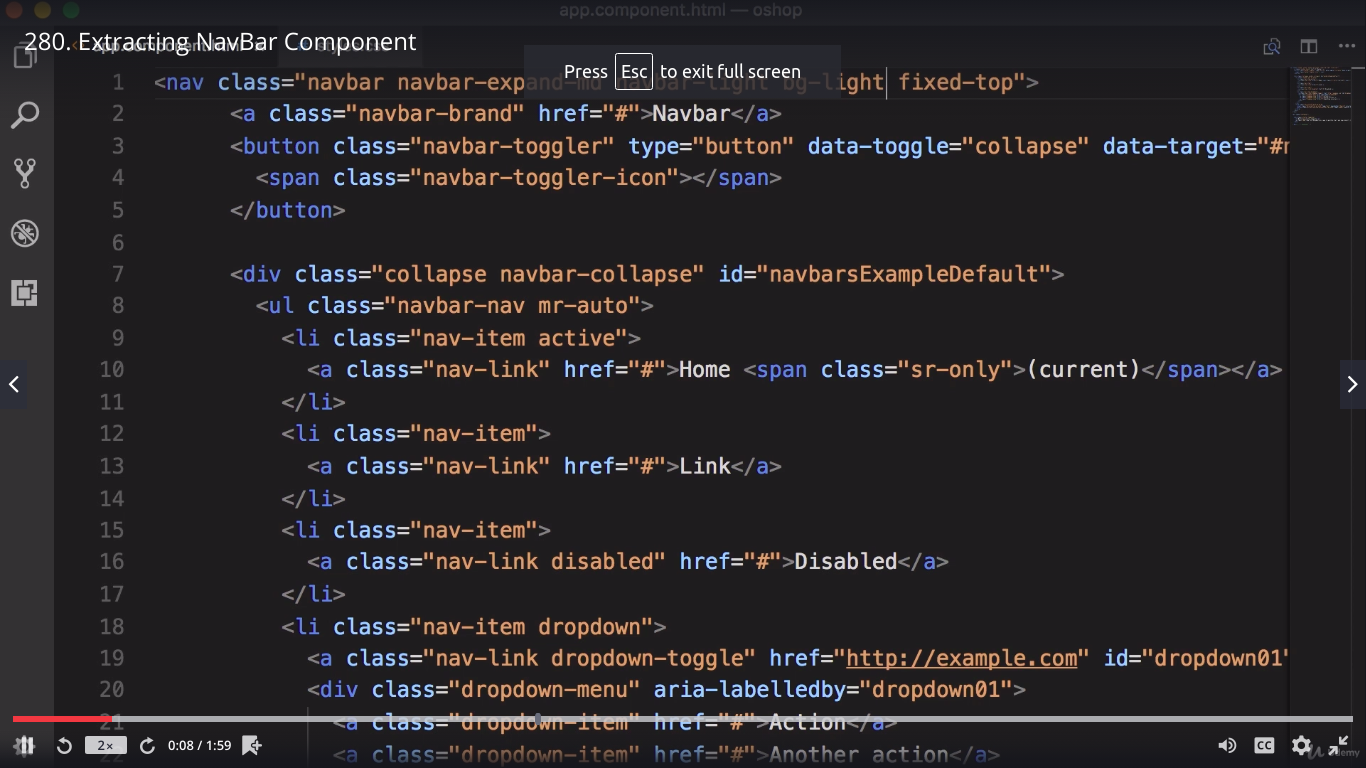 app.component.html — oshop
280. Extracting NavBar Component
Press Esc to exit full screen
1 <nav class="navbar navbar-expand-md navbar-light bg-light fixed-top">
2 <a class="navbar-brand" href="#">Navbar</a>
3 <button class="navbar-toggler" type="button" data-toggle="collapse" data-target="#n
4 <span class="navbar-toggler-icon"></span>
5 </button>
6
7 <div class="collapse navbar-collapse" id="navbarsExampleDefault">
8 <ul class="navbar-nav mr-auto">
9 <li class="nav-item active">
10 <a class="nav-link" href="#">Home <span class="sr-only">(current)</span></a>
11 </li>
12 <li class="nav-item">
13 <a class="nav-link" href="#">Link</a>
14 </li>
15 <li class="nav-item">
16 <a class="nav-link disabled" href="#">Disabled</a>
17 </li>
18 <li class="nav-item dropdown">
19 <a class="nav-link dropdown-toggle" href="http://example.com" id="dropdown01"
20 <div class="dropdown-menu" aria-labelledby="dropdown01">
21 <a class="dropdown-item" href="#">Action</a>
22 <a class="dropdown-item" href="#">Another action</a>
2x
0:08 / 1:59
CC
Udemy